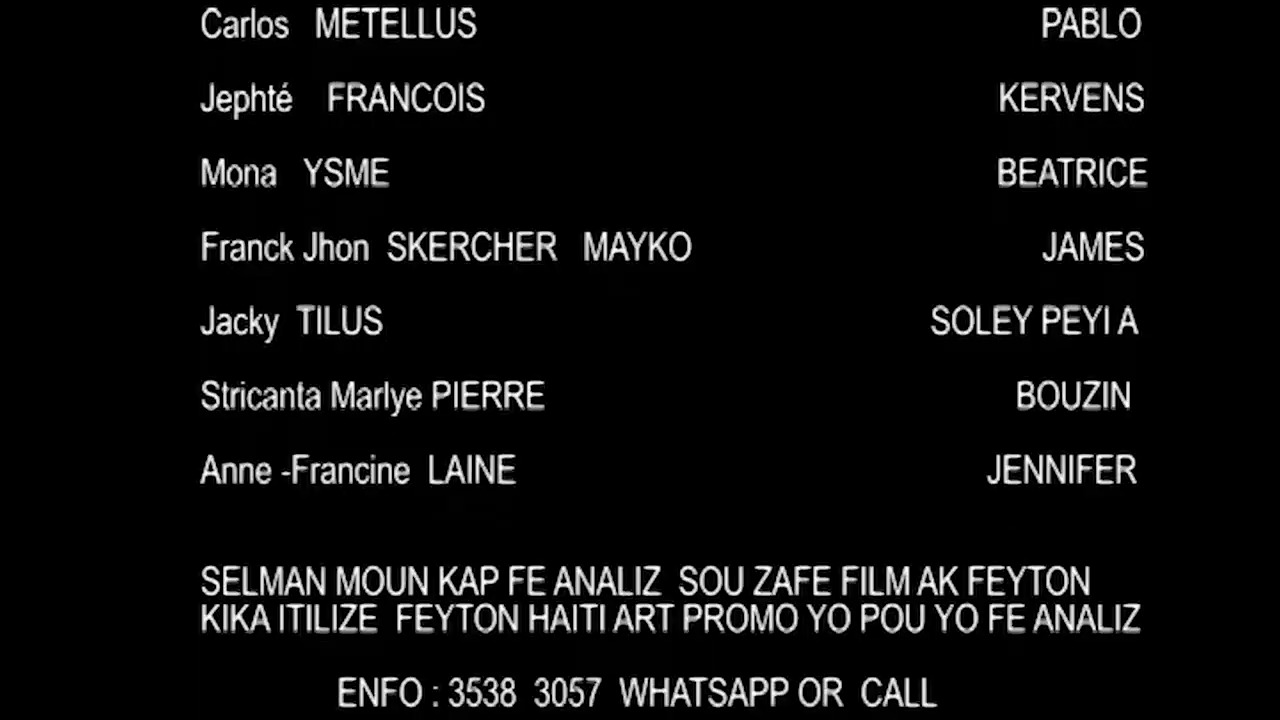 Carlos METELLUS PABLO
Jephté FRANCOIS KERVENS
Mona YSME BEATRICE
Franck Jhon SKERCHER MAYKO JAMES
Jacky TILUS SOLEY PEYI A
Stricanta Marlye PIERRE BOUZIN
Anne -Francine LAINE JENNIFER
SELMAN MOUN KAP FE ANALIZ SOU ZAFE FILM AK FEYTON
KIKA ITILIZE FEYTON HAITI ART PROMO YO POU YO FE ANALIZ
ENFO : 3538 3057 WHATSAPP OR CALL